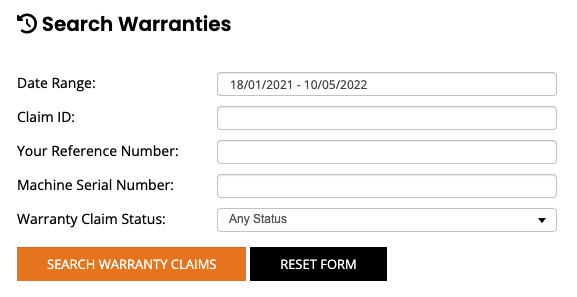 Search Warranties
Date Range: 18/01/2021 - 10/05/2022
Claim ID:
Your Reference Number:
Machine Serial Number:
Warranty Claim Status: Any Status
SEARCH WARRANTY CLAIMS RESET FORM